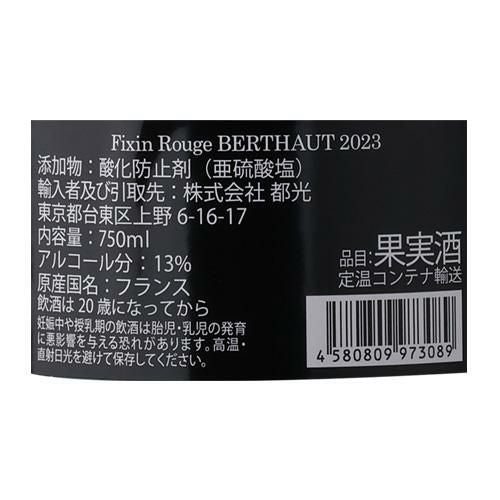 Fixin Rouge BERTHAUT 2023
添加物：酸化防止剤（亜硫酸塩）
輸入者及び引取先：株式会社 都光
東京都台東区上野 6-16-17
内容量：750ml
アルコール分：13%
原産国名：フランス
飲酒は20歳になってから
妊娠中や授乳期の飲酒は胎児・乳児の発育
に悪影響を与える恐れがあります。高温・
直射日光を避けて保存してください。
品目:果実酒
定温コンテナ輸送
4 580809 973089